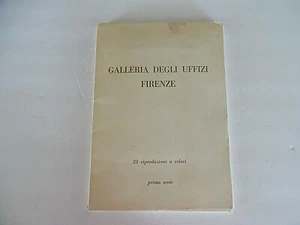 GALLERIA DEGLI UFFIZI
FIRENZE
25 riproduzioni a colori
prima serie